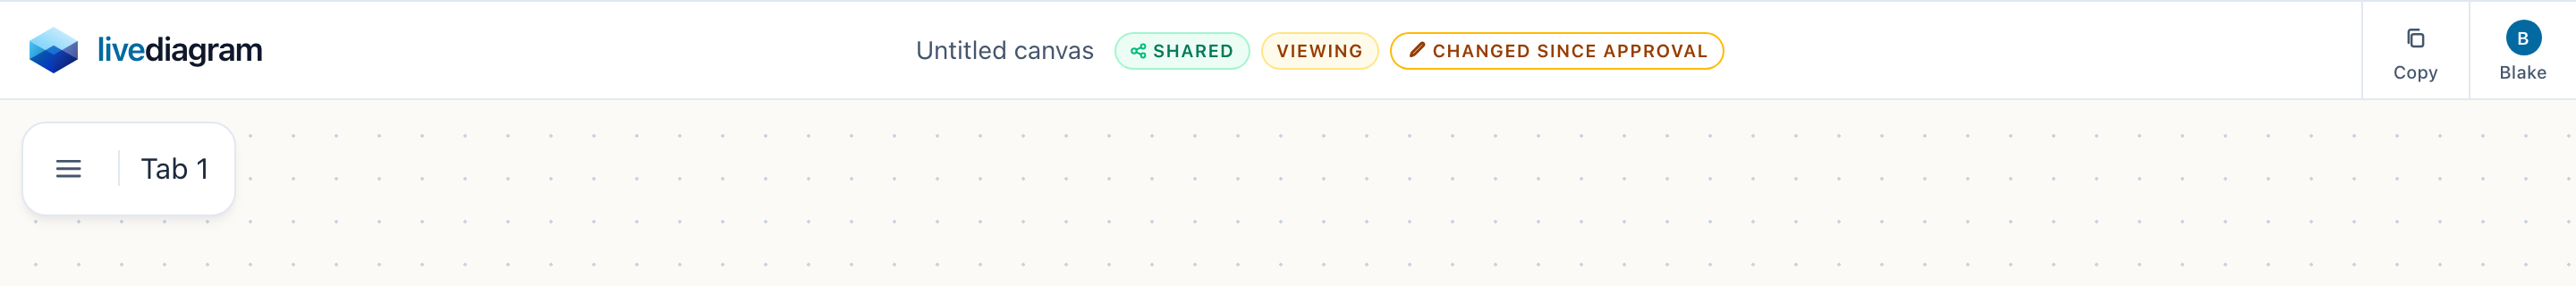 livediagram
Untitled canvas SHARED VIEWING CHANGED SINCE APPROVAL
Copy
B
Blake
Tab 1